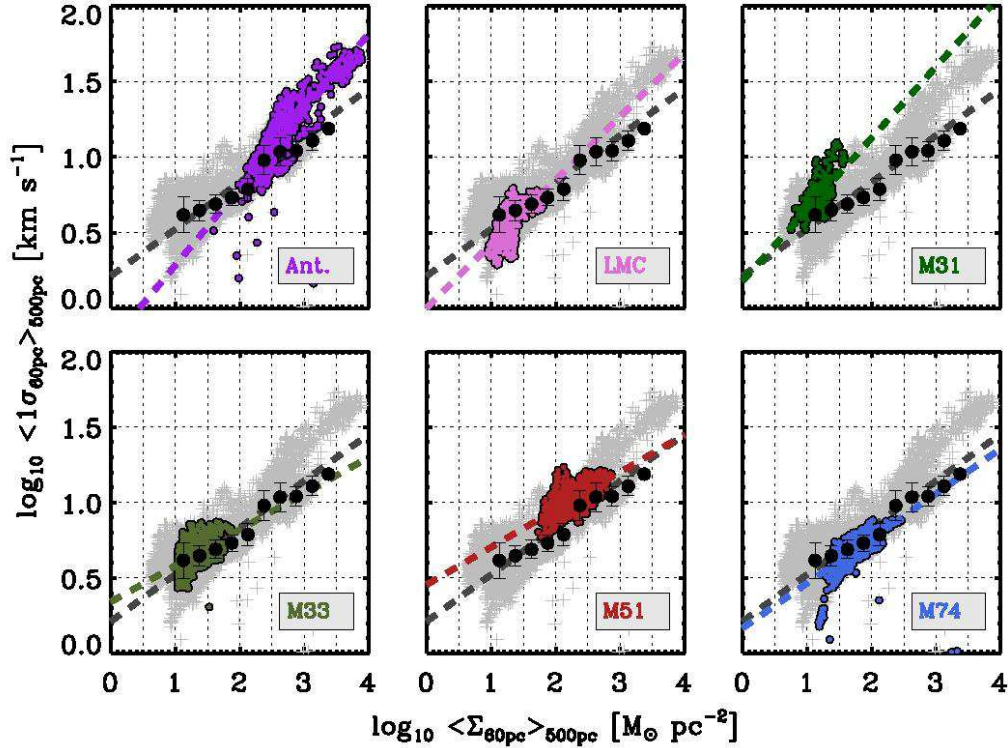 2.0
1.5
1.0
0.5
0.0
Ant.
LMC
M31
2.0
1.5
1.0
0.5
0.0
M33
M51
M74
0 1 2 3 4 0 1 2 3 4 0 1 2 3 4
log₁₀ <1σ₆₀pc>₅₀₀pc [km s⁻¹]
log₁₀ <Σ₆₀pc>₅₀₀pc [M⊙ pc⁻²]